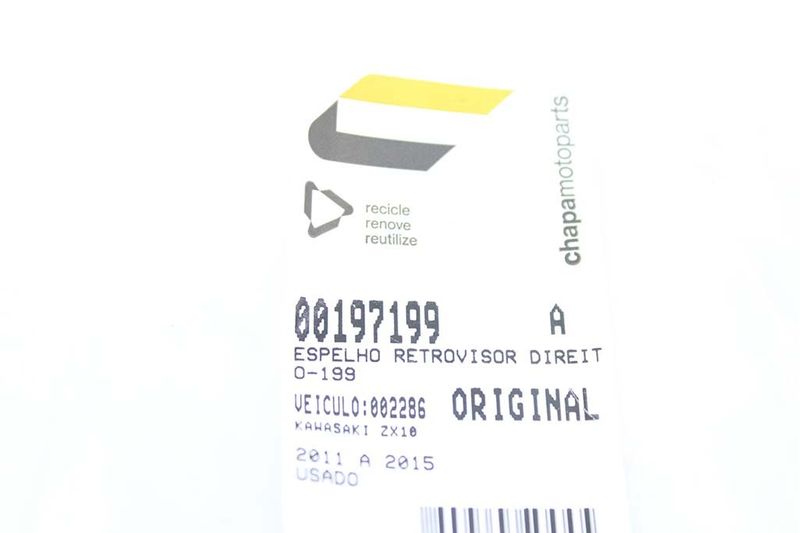 chapamotoparts
recicle
renove
reutilize
00197199 A
ESPELHO RETROVISOR DIREIT
O-199
VEICULO:002286 ORIGINAL
KAWASAKI ZX10
2011 A 2015
USADO